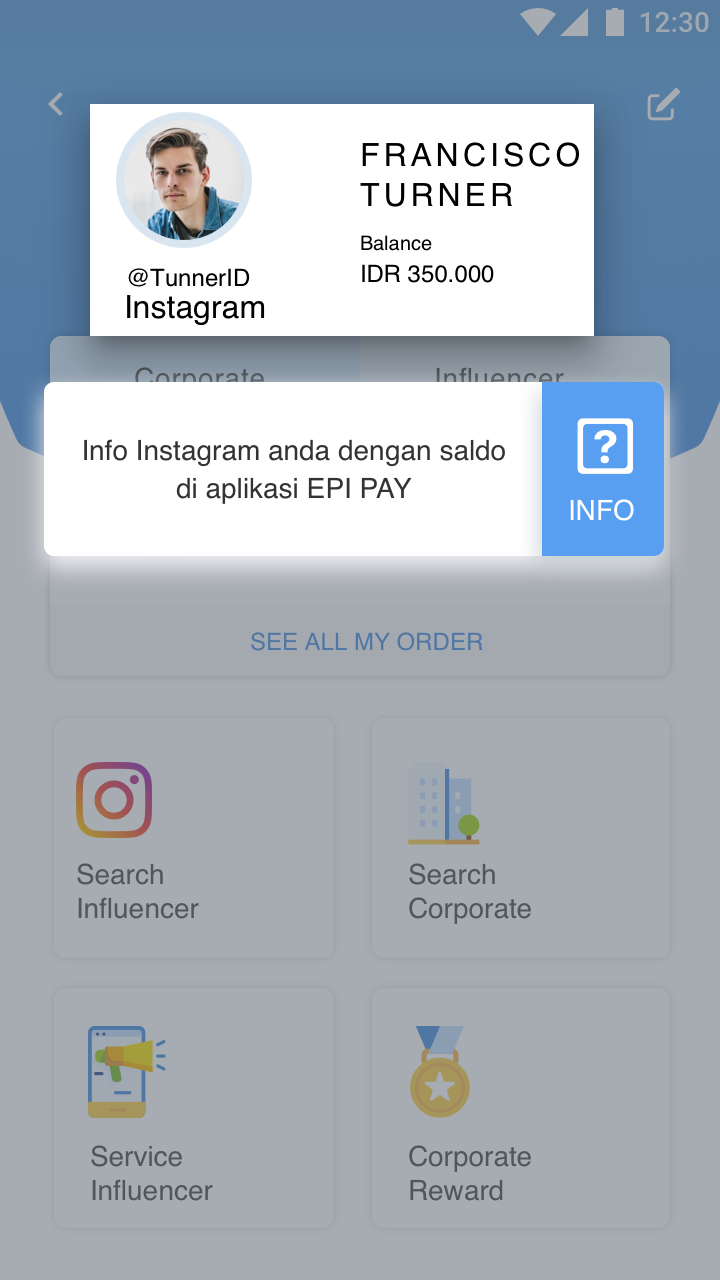 12:30
FRANCISCO
TURNER
Balance
IDR 350.000
@TunnerID
Instagram
Corporate
Influencer
Info Instagram anda dengan saldo
di aplikasi EPI PAY
?
INFO
SEE ALL MY ORDER
Search
Influencer
Search
Corporate
Service
Influencer
Corporate
Reward